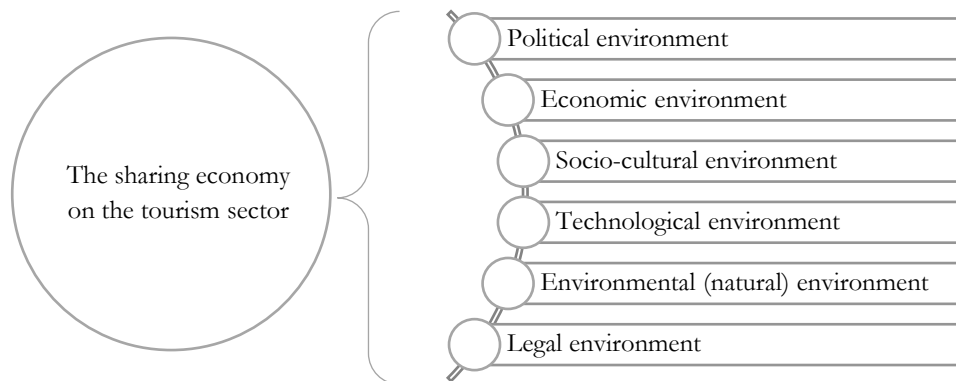 The sharing economy
on the tourism sector
Political environment
Economic environment
Socio-cultural environment
Technological environment
Environmental (natural) environment
Legal environment